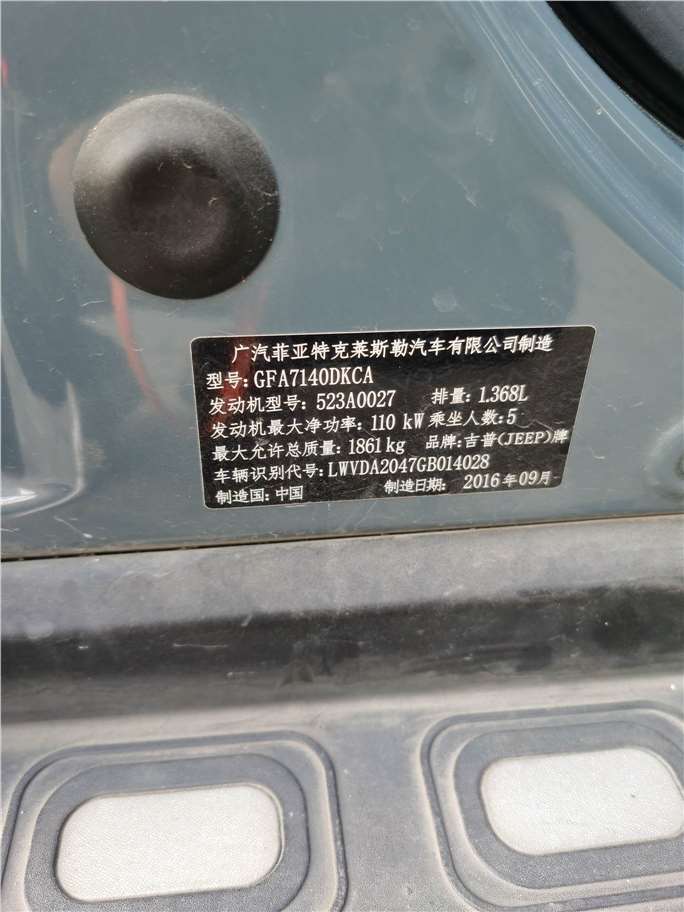 广汽菲亚特克莱斯勒汽车有限公司制造
型号:GFA7140DKCA
发动机型号: 523A0027 排量: 1.368L
发动机最大净功率: 110 kW 乘坐人数: 5
最大允许总质量: 1861 kg 品牌: 吉普(JEEP)牌
车辆识别代号: LWVDA2047GB014028
制造国: 中国 制造日期: 2016年09月